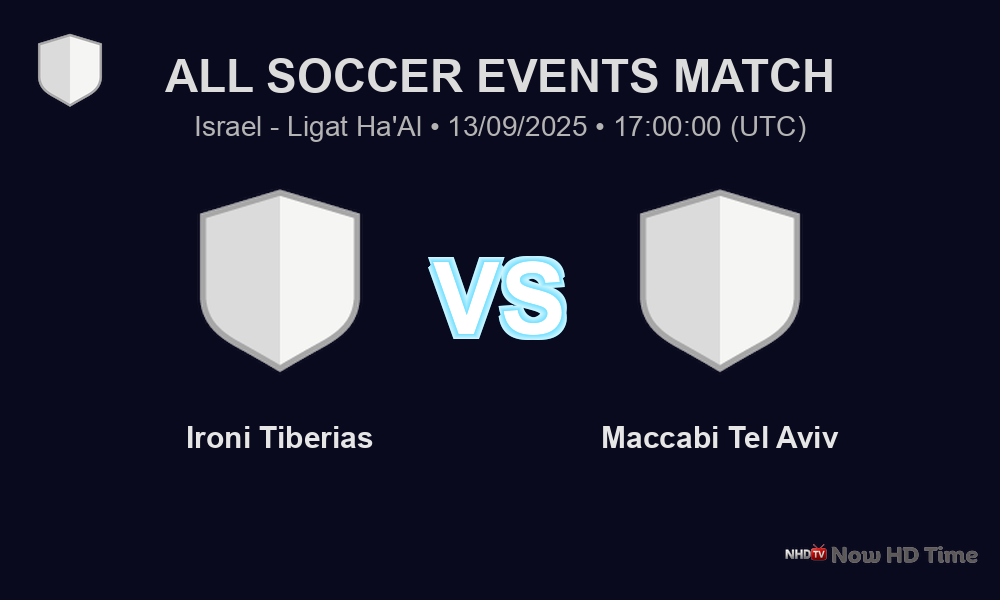 ALL SOCCER EVENTS MATCH
Israel - Ligat Ha'Al • 13/09/2025 • 17:00:00 (UTC)
VS
Ironi Tiberias
Maccabi Tel Aviv
NHDTV Now HD Time